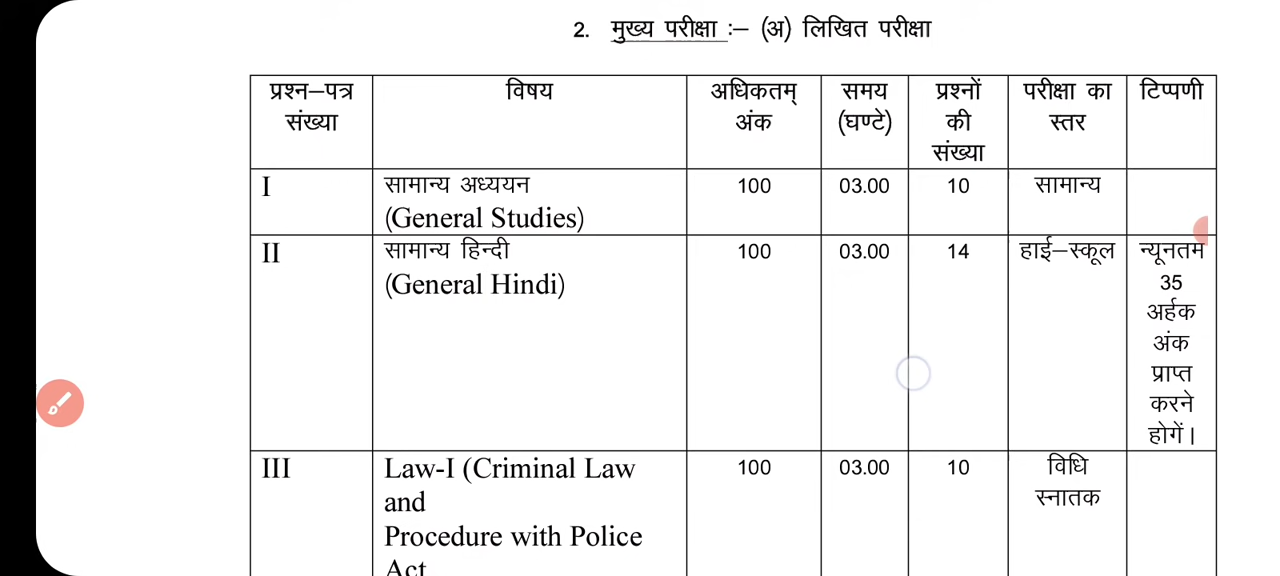 2. मुख्य परीक्षा :– (अ) लिखित परीक्षा
प्रश्न–पत्र संख्या
विषय
अधिकतम् अंक
समय (घण्टे)
प्रश्नों की संख्या
परीक्षा का स्तर
टिप्पणी
I
सामान्य अध्ययन
(General Studies)
100
03.00
10
सामान्य
II
सामान्य हिन्दी
(General Hindi)
100
03.00
14
हाई–स्कूल
न्यूनतम
35
अर्हक
अंक
प्राप्त
करने
होगें।
III
Law-I (Criminal Law
and
Procedure with Police
Act
100
03.00
10
विधि
स्नातक